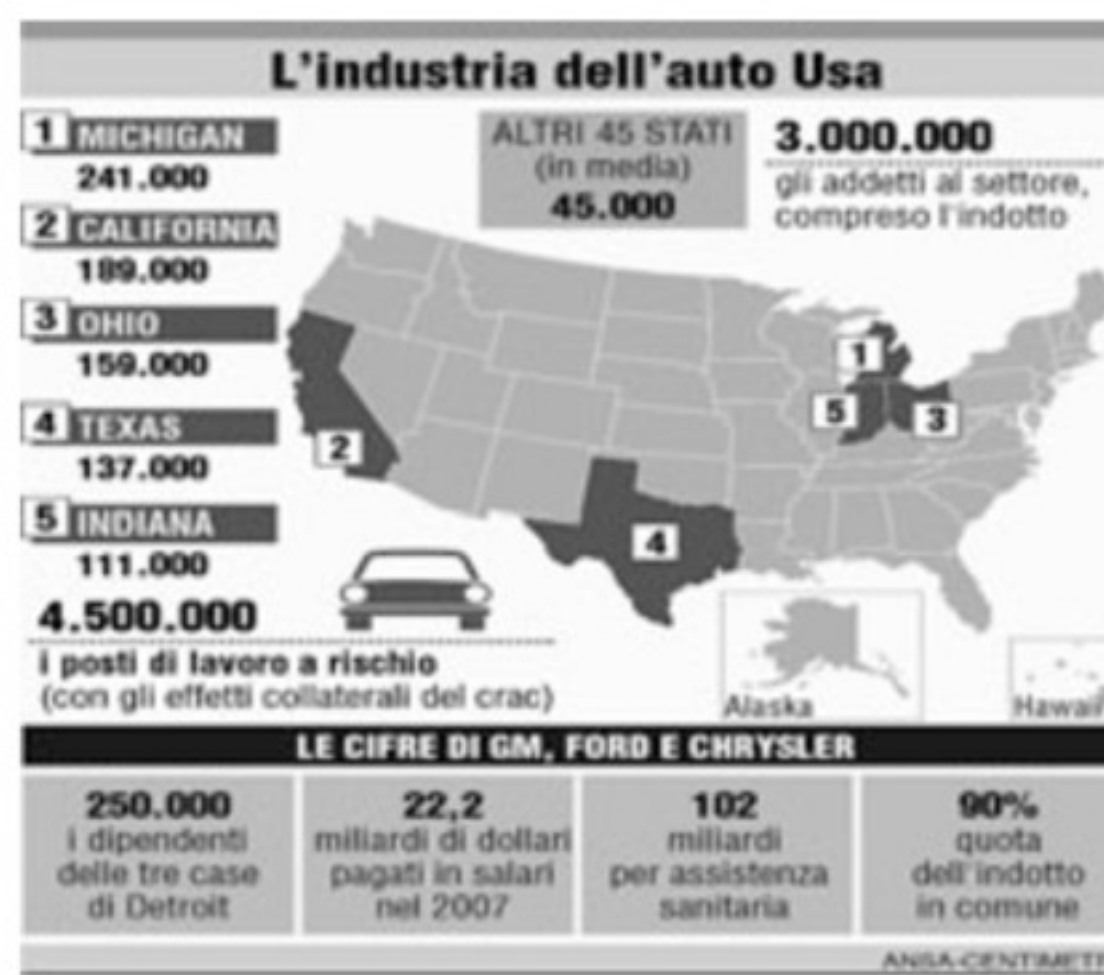 L'industria dell'auto Usa
1 MICHIGAN
241.000
2 CALIFORNIA
189.000
3 OHIO
159.000
4 TEXAS
137.000
5 INDIANA
111.000
ALTRI 45 STATI
(in media)
45.000
3.000.000
gli addetti al settore,
compreso l'indotto
1
5
3
2
4
4.500.000
i posti di lavoro a rischio
(con gli effetti collaterali del crac)
Alaska
Hawaii
LE CIFRE DI GM, FORD E CHRYSLER
250.000
i dipendenti
delle tre case
di Detroit
22,2
miliardi di dollari
pagati in salari
nel 2007
102
miliardi
per assistenza
sanitaria
90%
quota
dell'indotto
in comune
ANSA-CENTIMETR